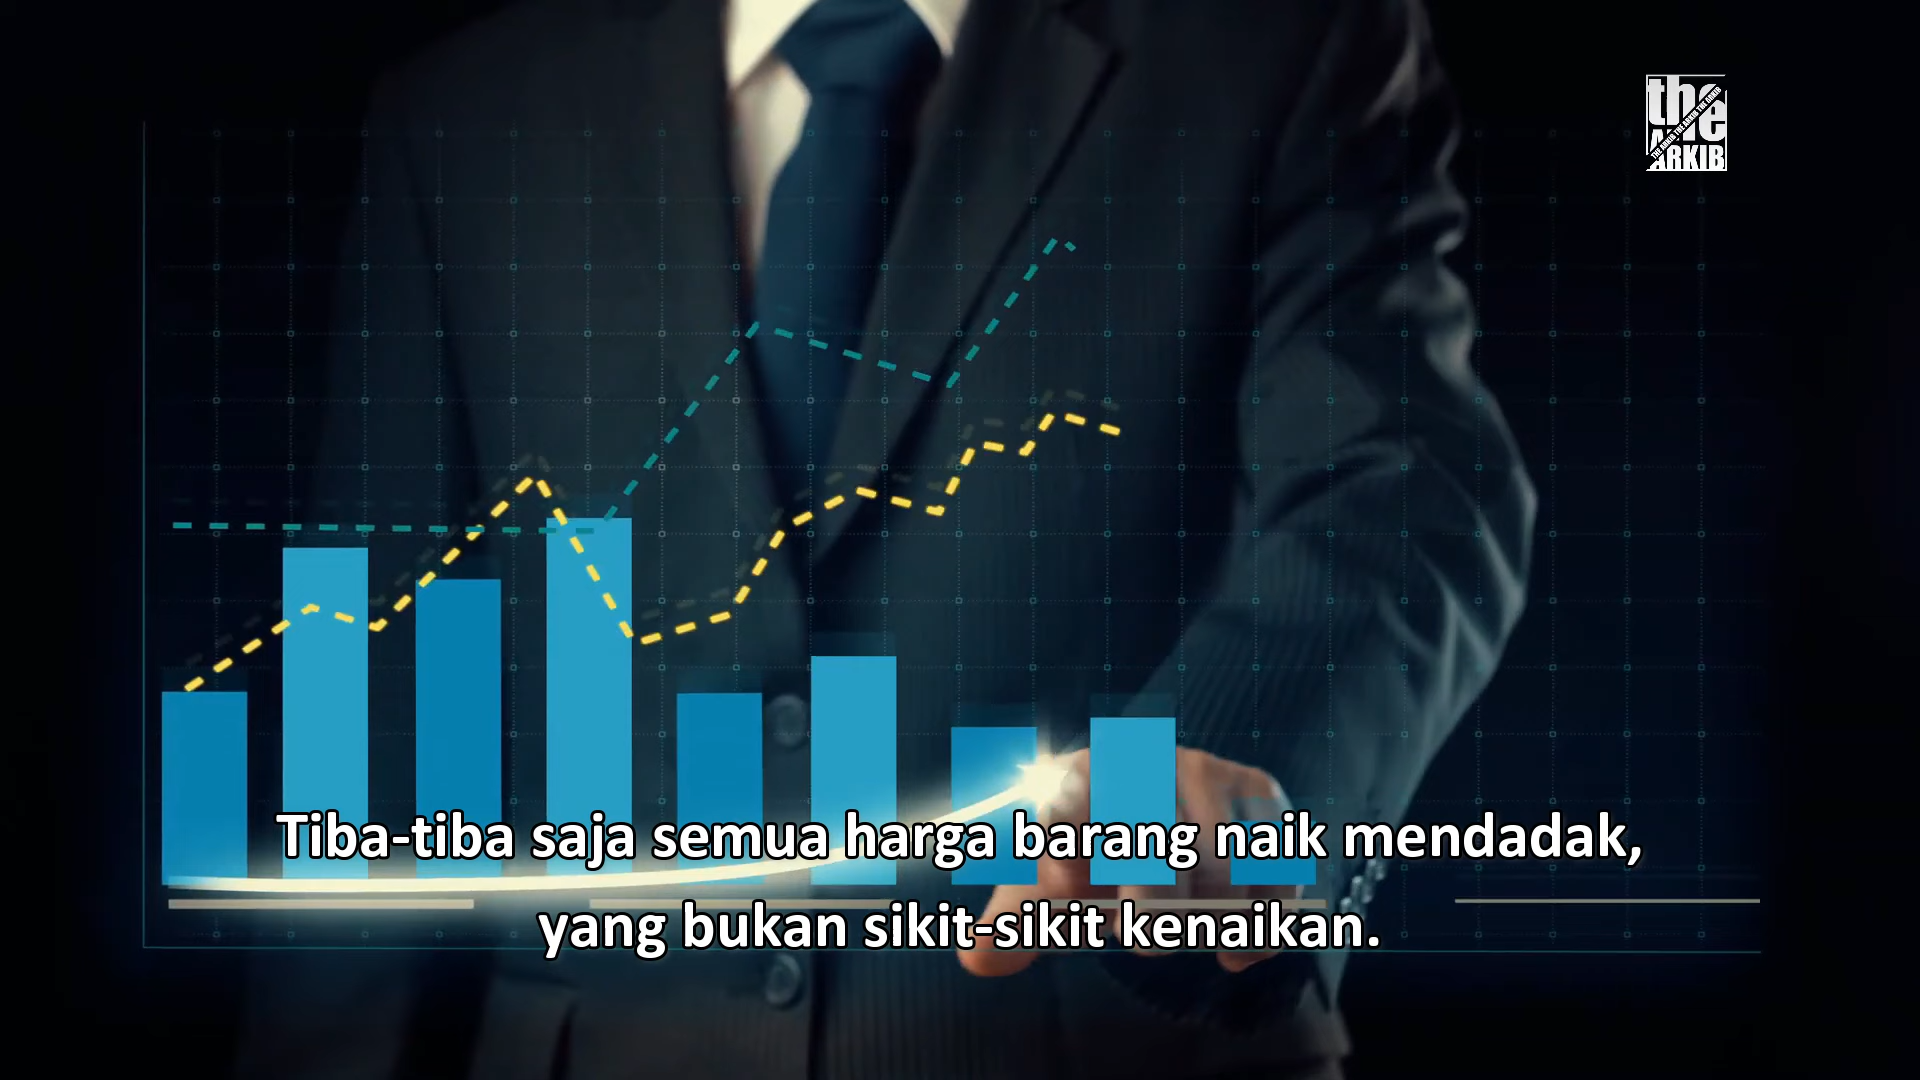 the
ARKIB
Tiba-tiba saja semua harga barang naik mendadak,
yang bukan sikit-sikit kenaikan.